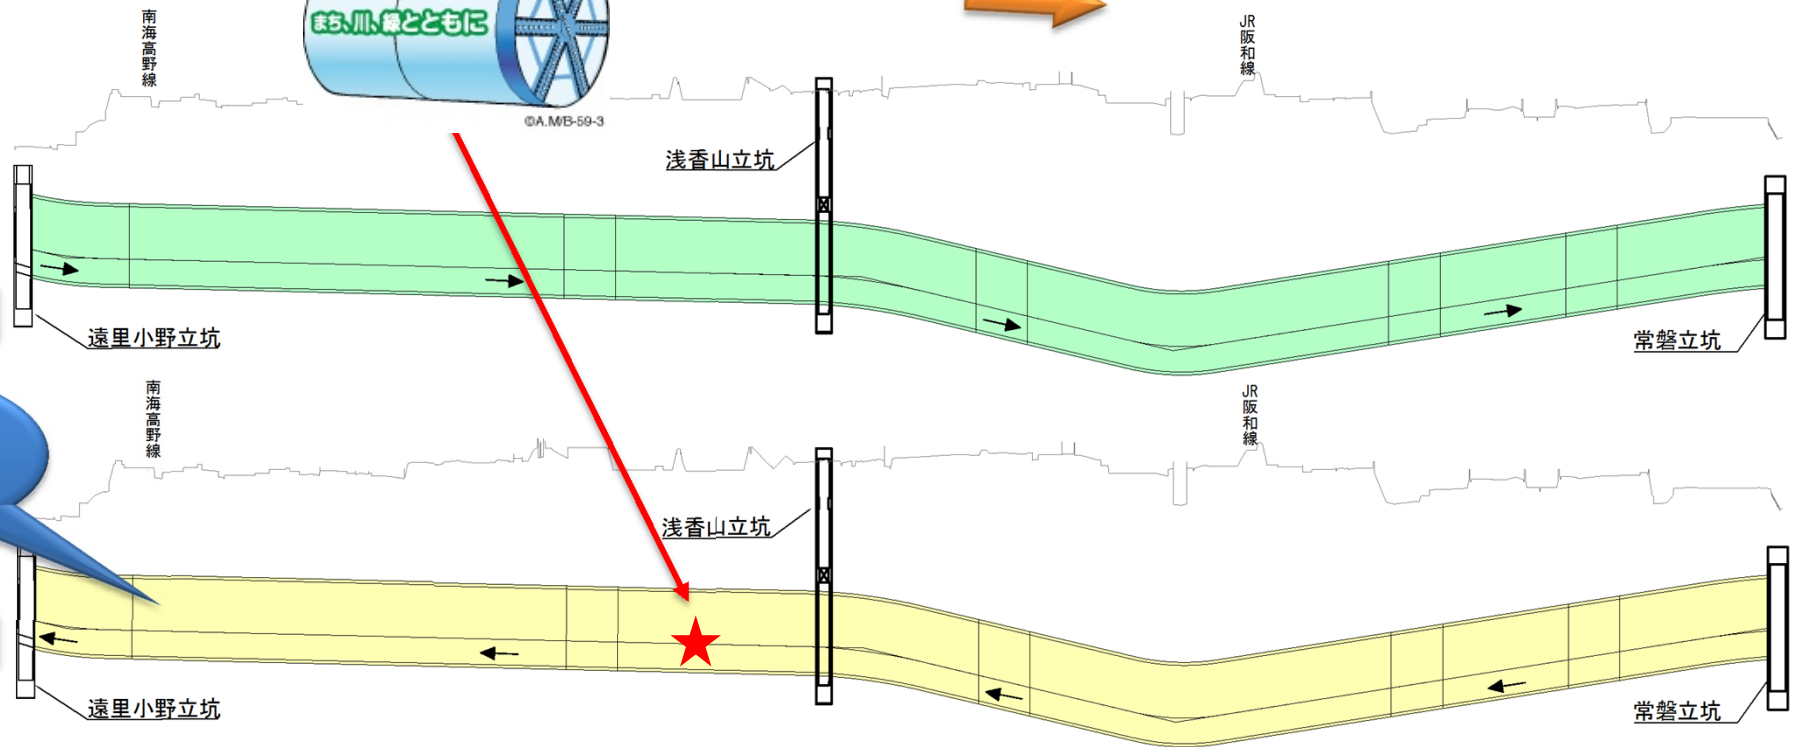 南海高野線
まち、川、緑とともに
©A.M/B-59-3
JR阪和線
浅香山立坑
遠里小野立坑
常磐立坑
南海高野線
JR阪和線
浅香山立坑
遠里小野立坑
常磐立坑